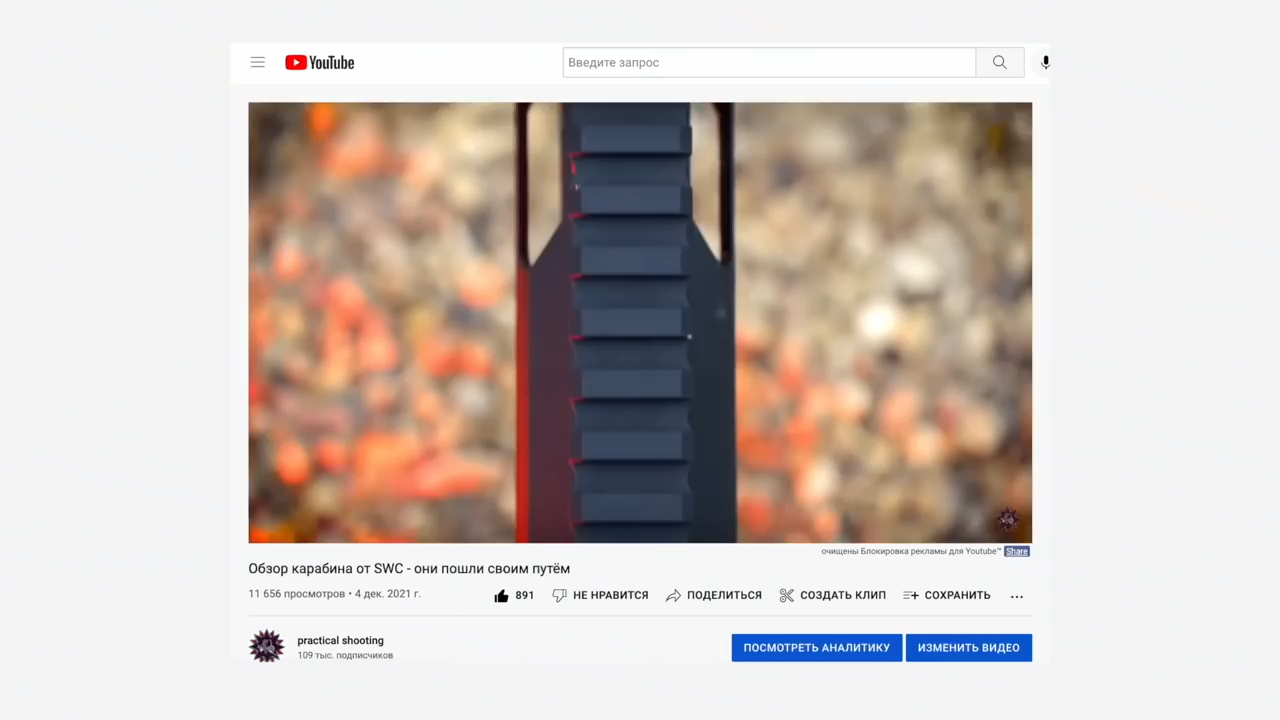 YouTube
Введите запрос
очищены Блокировка рекламы для Youtube™ Share
Обзор карабина от SWC - они пошли своим путём
11 656 просмотров • 4 дек. 2021 г.
891
НЕ НРАВИТСЯ
ПОДЕЛИТЬСЯ
СОЗДАТЬ КЛИП
СОХРАНИТЬ
practical shooting
109 тыс. подписчиков
ПОСМОТРЕТЬ АНАЛИТИКУ
ИЗМЕНИТЬ ВИДЕО